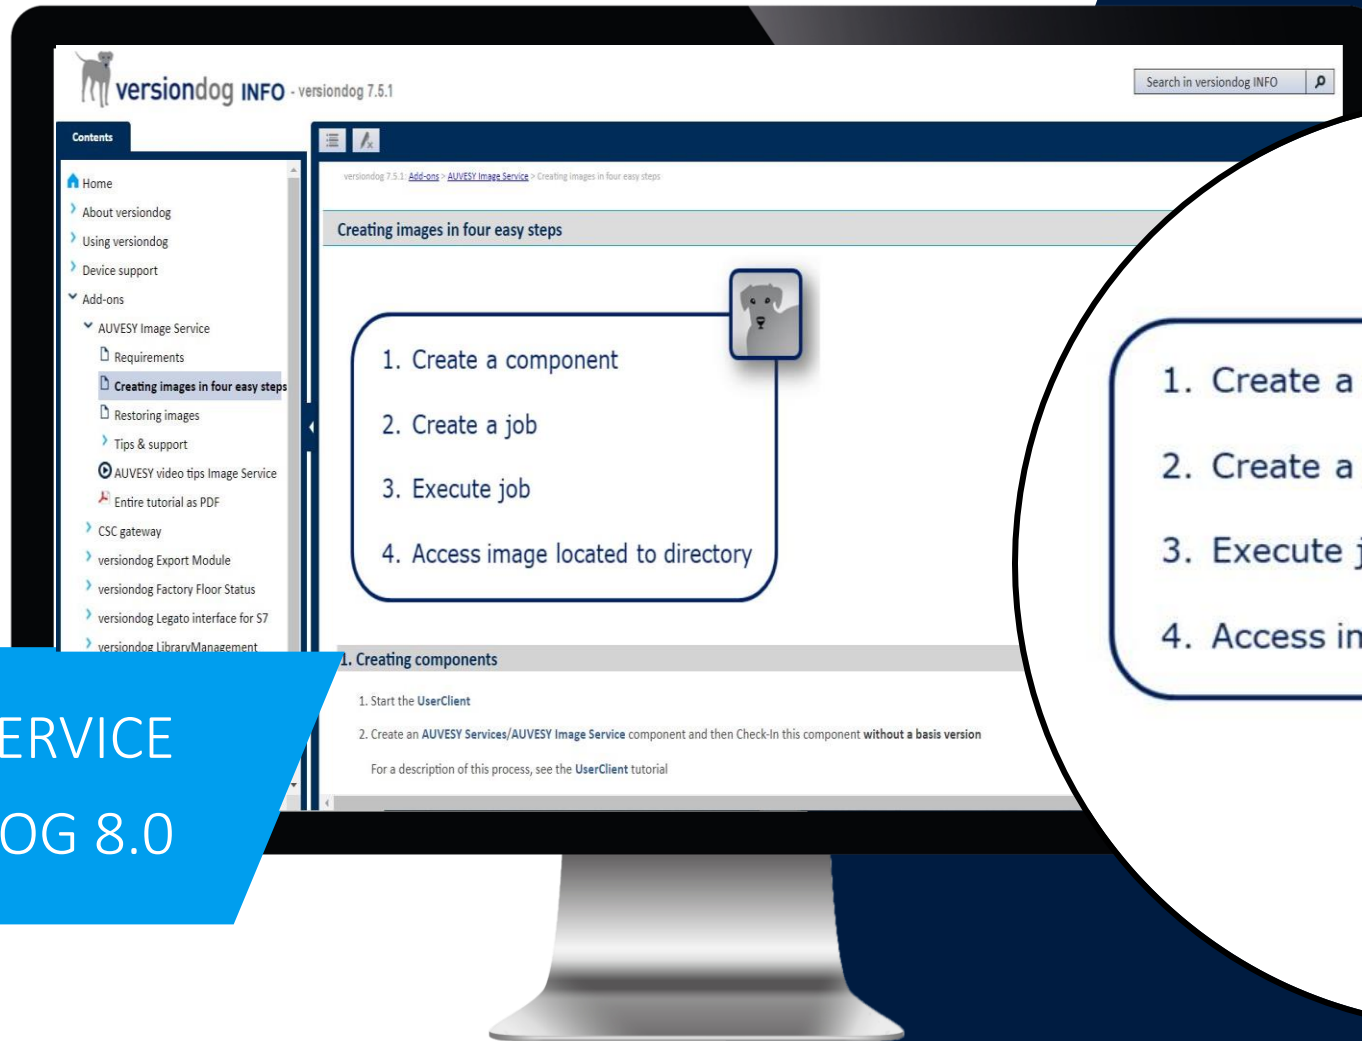 versiondog INFO - versiondog 7.5.1
Search in versiondog INFO
Contents
Home
About versiondog
Using versiondog
Device support
Add-ons
AUVESY Image Service
Requirements
Creating images in four easy steps
Restoring images
Tips & support
AUVESY video tips Image Service
Entire tutorial as PDF
CSC gateway
versiondog Export Module
versiondog Factory Floor Status
versiondog Legato interface for S7
versiondog LibraryManagement
versiondog 7.5.1: Add-ons > AUVESY Image Service > Creating images in four easy steps
Creating images in four easy steps
1. Create a component
2. Create a job
3. Execute job
4. Access image located to directory
1. Creating components
1. Start the UserClient
2. Create an AUVESY Services/AUVESY Image Service component and then Check-In this component without a basis version
For a description of this process, see the UserClient tutorial
1. Create a
2. Create a
3. Execute j
4. Access in
ERVICE
OG 8.0